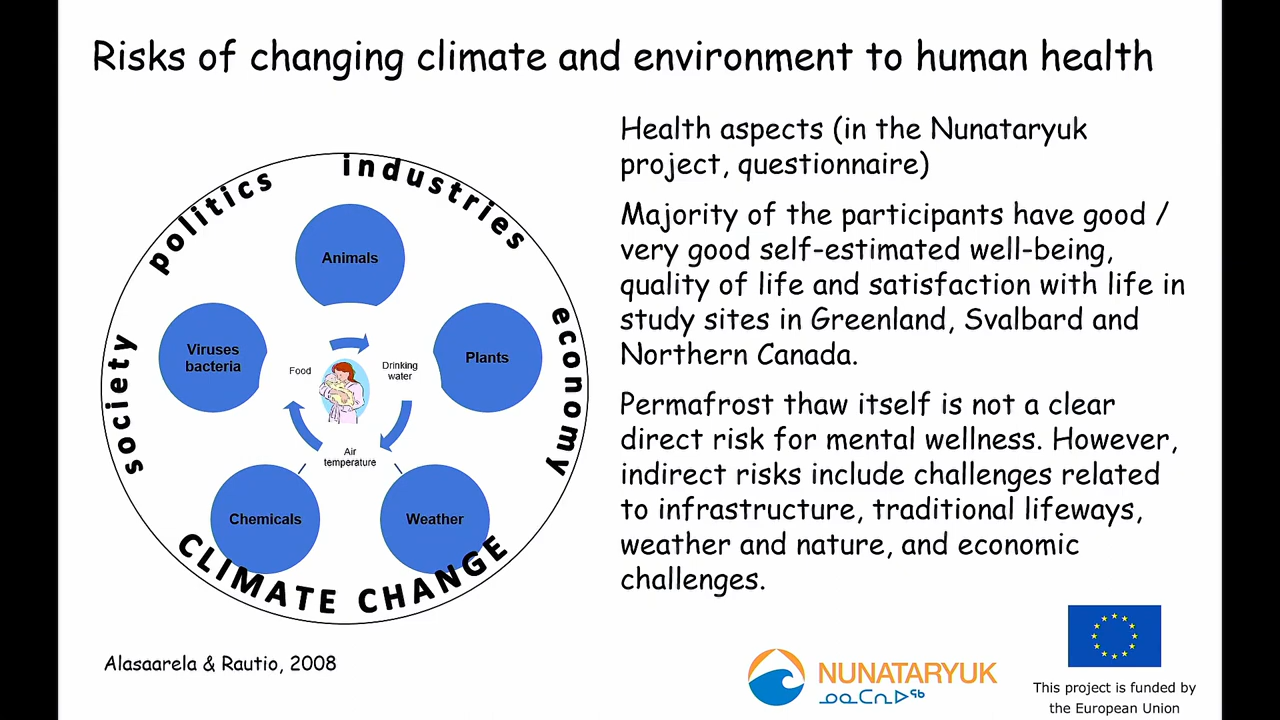 Risks of changing climate and environment to human health
Health aspects (in the Nunataryuk
project, questionnaire)
Majority of the participants have good /
very good self-estimated well-being,
quality of life and satisfaction with life in
study sites in Greenland, Svalbard and
Northern Canada.
Permafrost thaw itself is not a clear
direct risk for mental wellness. However,
indirect risks include challenges related
to infrastructure, traditional lifeways,
weather and nature, and economic
challenges.
politics
industries
economy
society
CLIMATE CHANGE
Animals
Viruses
bacteria
Plants
Food
Drinking
water
Air
temperature
Chemicals
Weather
Alasaarela & Rautio, 2008
NUNATARYUK
ᓄᓇᑕᕆᐅᖅ
This project is funded by
the European Union